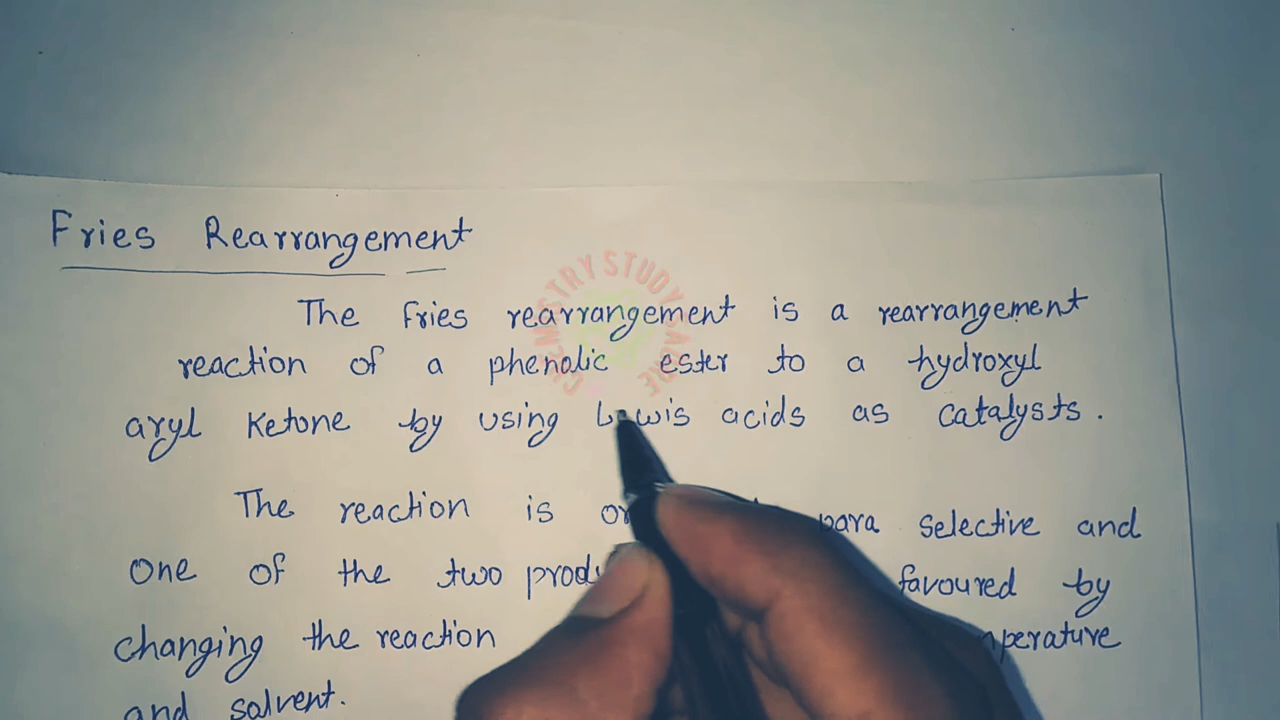 Fries Rearrangement
The Fries rearrangement is a rearrangement
reaction of a phenolic ester to a hydroxyl
aryl ketone by using Lewis acids as catalysts.
The reaction is para selective and
one of the two favoured by
changing the reaction
and solvent.
CHEMISTRY STUDY